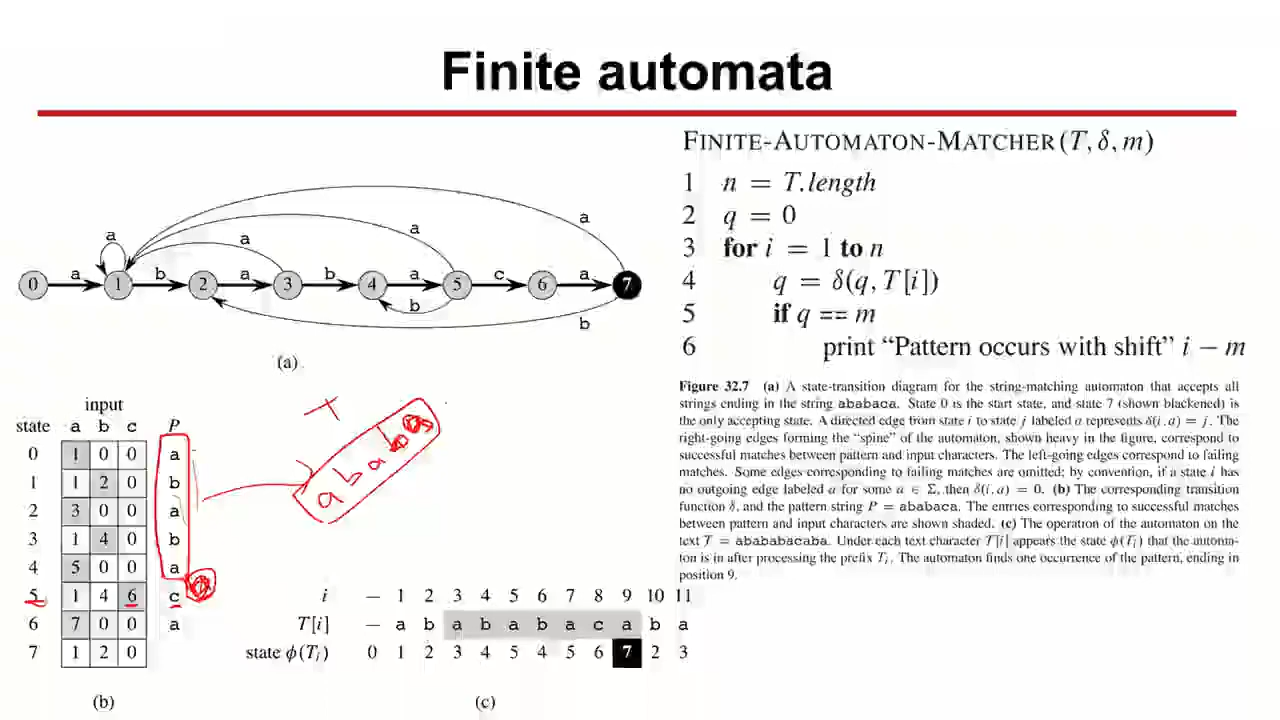 Finite automata
a
a
a
a
0 a 1 b 2 a 3 b 4 a 5 c 6 a 7
b
b
(a)
FINITE-AUTOMATON-MATCHER(T, δ, m)
1 n = T.length
2 q = 0
3 for i = 1 to n
4 q = δ(q, T[i])
5 if q == m
6 print “Pattern occurs with shift” i − m
Figure 32.7 (a) A state-transition diagram for the string-matching automaton that accepts all
strings ending in the string ababaca. State 0 is the start state, and state 7 (shown blackened) is
the only accepting state. A directed edge from state i to state j labeled a represents δ(i, a) = j. The
right-going edges forming the “spine” of the automaton, shown heavy in the figure, correspond to
successful matches between pattern and input characters. The left-going edges correspond to failing
matches. Some edges corresponding to failing matches are omitted; by convention, if a state i has
no outgoing edge labeled a for some a ∈ Σ, then δ(i, a) = 0. (b) The corresponding transition
function δ, and the pattern string P = ababaca. The entries corresponding to successful matches
between pattern and input characters are shown shaded. (c) The operation of the automaton on the
text T = abababacaba. Under each text character T[i] appears the state φ(Tᵢ) that the automa-
ton is in after processing the prefix Tᵢ. The automaton finds one occurrence of the pattern, ending in
position 9.
input
state a b c P
0 1 0 0 a
1 1 2 0 b
2 3 0 0 a
3 1 4 0 b
4 5 0 0 a
5 1 4 6 c
6 7 0 0 a
7 1 2 0
(b)
T
a b a b
i — 1 2 3 4 5 6 7 8 9 10 11
T[i] — a b a b a b a c a b a
state φ(Tᵢ) 0 1 2 3 4 5 4 5 6 7 2 3
(c)